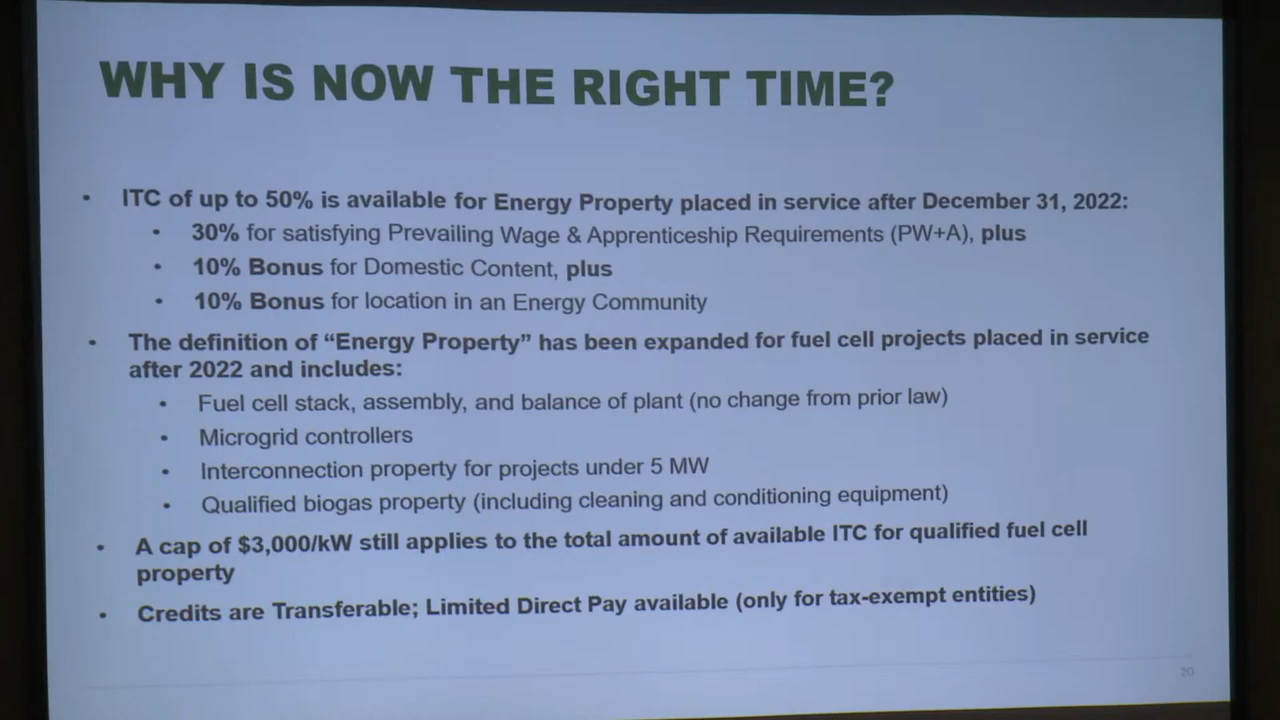 WHY IS NOW THE RIGHT TIME?
• ITC of up to 50% is available for Energy Property placed in service after December 31, 2022:
• 30% for satisfying Prevailing Wage & Apprenticeship Requirements (PW+A), plus
• 10% Bonus for Domestic Content, plus
• 10% Bonus for location in an Energy Community
• The definition of “Energy Property” has been expanded for fuel cell projects placed in service
after 2022 and includes:
• Fuel cell stack, assembly, and balance of plant (no change from prior law)
• Microgrid controllers
• Interconnection property for projects under 5 MW
• Qualified biogas property (including cleaning and conditioning equipment)
• A cap of $3,000/kW still applies to the total amount of available ITC for qualified fuel cell
property
• Credits are Transferable; Limited Direct Pay available (only for tax-exempt entities)
20